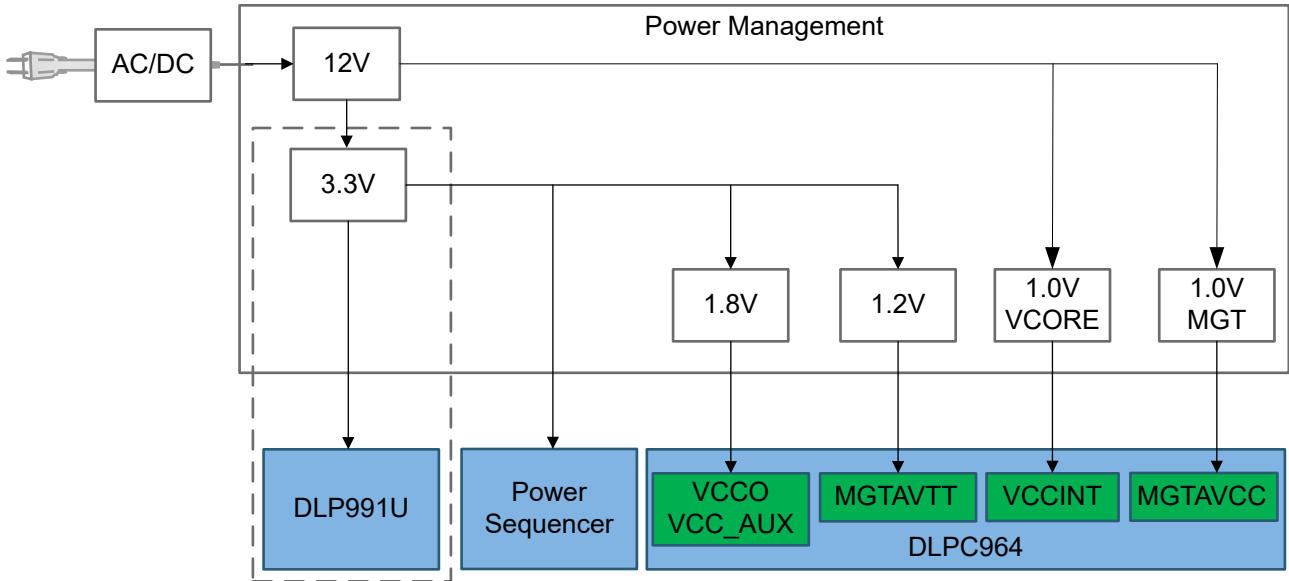 Power Management
AC/DC
12V
3.3V
1.8V
1.2V
1.0V
VCORE
1.0V
MGT
DLP991U
Power
Sequencer
VCCO
VCC_AUX
MGTAVTT
VCCINT
MGTAVCC
DLPC964